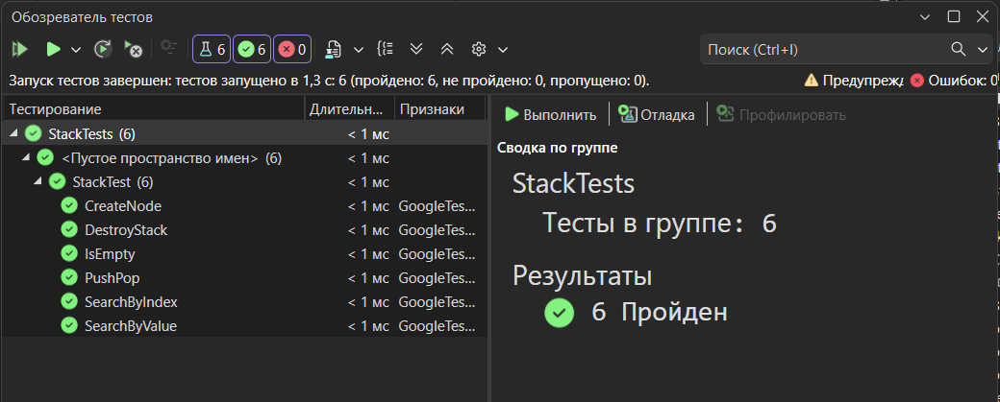 Обозреватель тестов
6 6 0
Поиск (Ctrl+I)
Запуск тестов завершен: тестов запущено в 1,3 с: 6 (пройдено: 6, не пройдено: 0, пропущено: 0).
Предупрежд
Ошибок: 0
Тестирование Длительн... Признаки
StackTests (6) < 1 мс
<Пустое пространство имен> (6) < 1 мс
StackTest (6) < 1 мс
CreateNode < 1 мс GoogleTes...
DestroyStack < 1 мс GoogleTes...
IsEmpty < 1 мс GoogleTes...
PushPop < 1 мс GoogleTes...
SearchByIndex < 1 мс GoogleTes...
SearchByValue < 1 мс GoogleTes...
Выполнить Отладка Профилировать
Сводка по группе
StackTests
Тесты в группе: 6
Результаты
6 Пройден